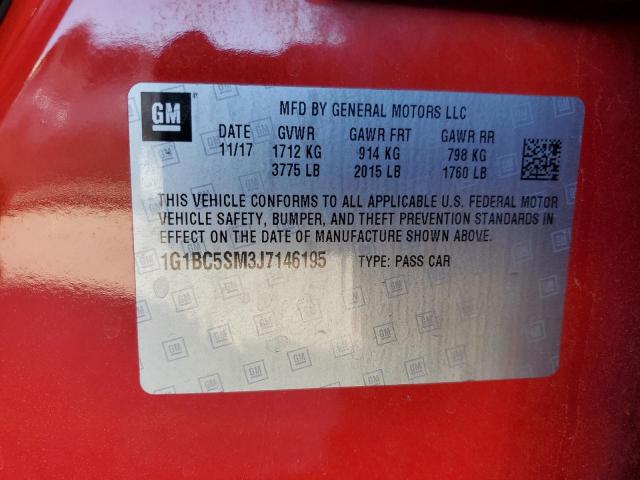 GM
MFD BY GENERAL MOTORS LLC
DATE GVWR GAWR FRT GAWR RR
11/17 1712 KG 914 KG 798 KG
3775 LB 2015 LB 1760 LB
THIS VEHICLE CONFORMS TO ALL APPLICABLE U.S. FEDERAL MOTOR
VEHICLE SAFETY, BUMPER, AND THEFT PREVENTION STANDARDS IN
EFFECT ON THE DATE OF MANUFACTURE SHOWN ABOVE.
1G1BC5SM3J7146195 TYPE: PASS CAR